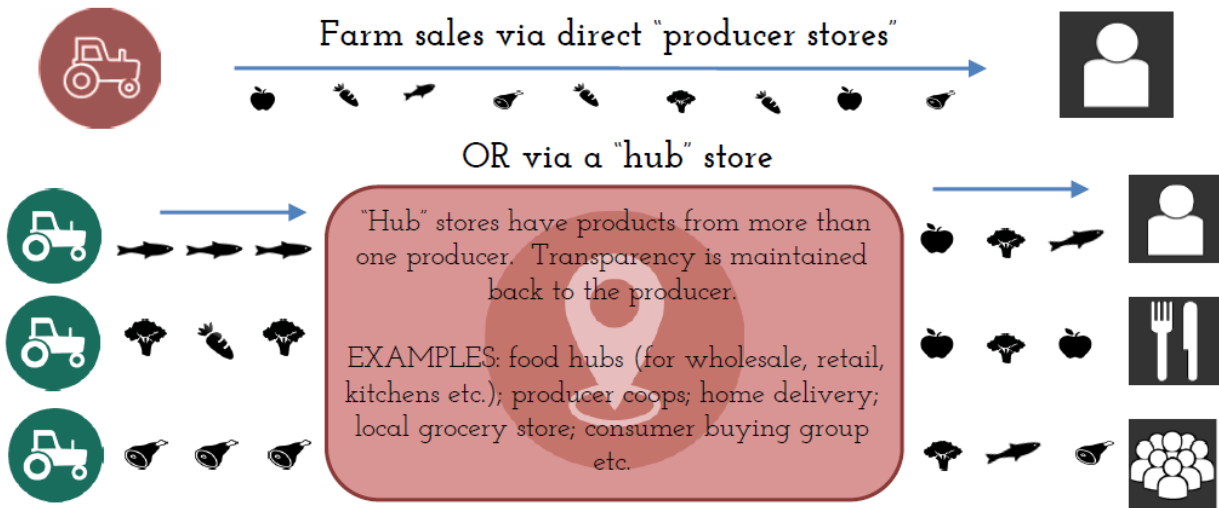 Farm sales via direct “producer stores”
OR via a “hub” store
“Hub” stores have products from more than
one producer. Transparency is maintained
back to the producer.
EXAMPLES: food hubs (for wholesale, retail,
kitchens etc.); producer coops; home delivery;
local grocery store; consumer buying group
etc.